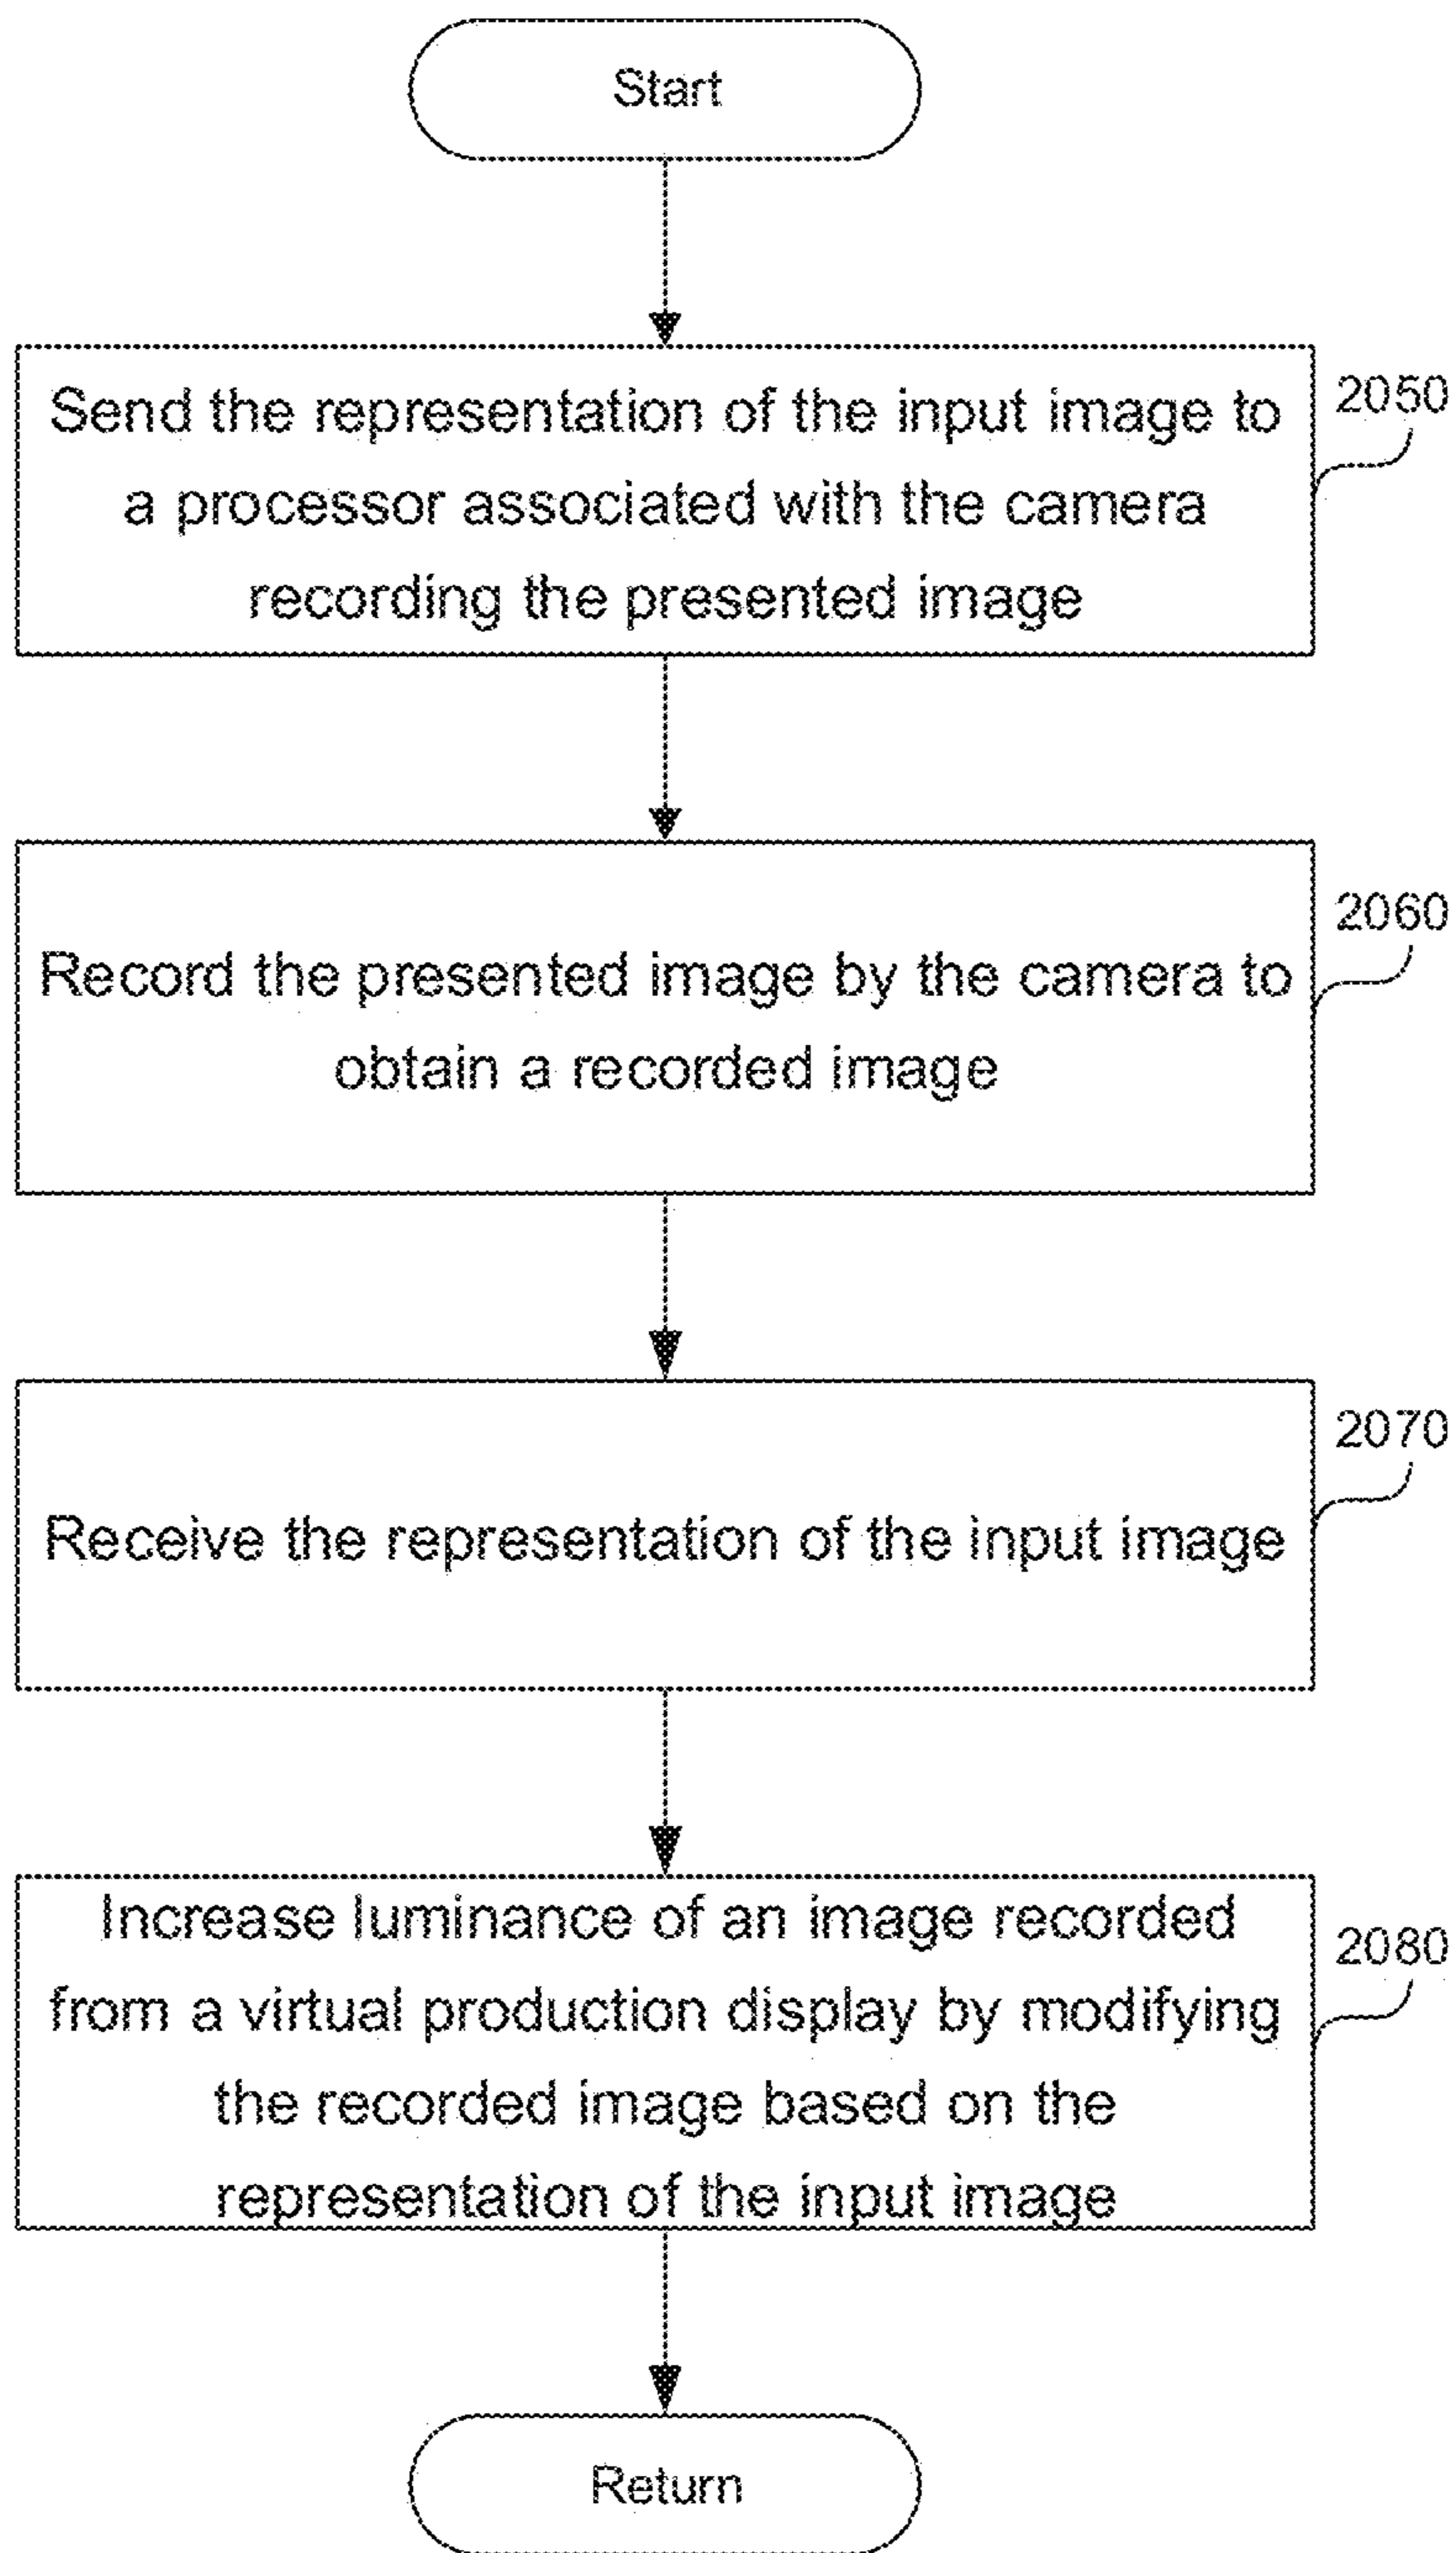 Start
Send the representation of the input image to
a processor associated with the camera
recording the presented image
2050
Record the presented image by the camera to
obtain a recorded image
2060
Receive the representation of the input image
2070
Increase luminance of an image recorded
from a virtual production display by modifying
the recorded image based on the
representation of the input image
2080
Return